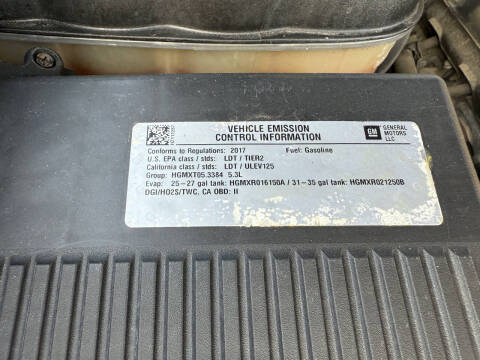 VEHICLE EMISSION
CONTROL INFORMATION
GM
GENERAL
MOTORS
LLC
Conforms to Regulations: 2017 Fuel: Gasoline
U.S. EPA class / stds: LDT / TIER2
California class / stds: LDT / ULEV125
Group: HGMXT05.3384 5.3L
Evap: 25-27 gal tank: HGMXR016150A / 31-35 gal tank: HGMXR021250B
DGI/HO2S/TWC, CA OBD: II